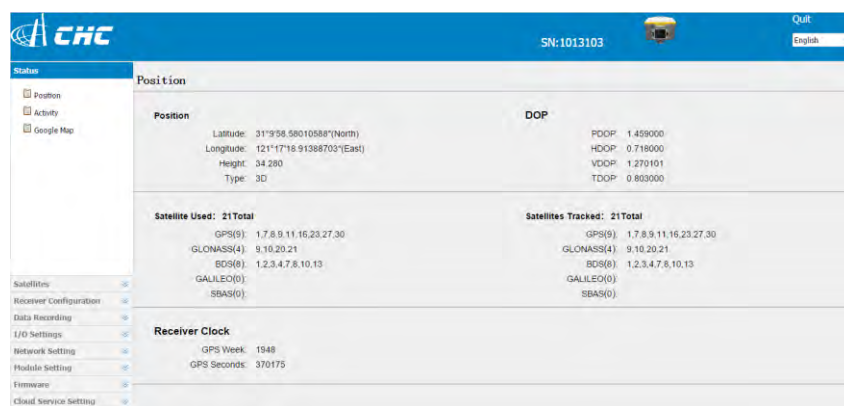 CHC
SN:1013103
Quit
English
Status
Position
Activity
Google Map
Satellites
Receiver Configuration
Data Recording
I/O Settings
Network Setting
Module Setting
Firmware
Cloud Service Setting
Position
Position
Latitude: 31°9'58.58010588"(North)
Longitude: 121°17'18.91388703"(East)
Height: 34.280
Type: 3D
DOP
PDOP: 1.459000
HDOP: 0.718000
VDOP: 1.270101
TDOP: 0.803000
Satellite Used: 21Total
GPS(9): 1,7,8,9,11,16,23,27,30
GLONASS(4): 9,10,20,21
BDS(8): 1,2,3,4,7,8,10,13
GALILEO(0):
SBAS(0):
Satellites Tracked: 21Total
GPS(9): 1,7,8,9,11,16,23,27,30
GLONASS(4): 9,10,20,21
BDS(8): 1,2,3,4,7,8,10,13
GALILEO(0):
SBAS(0):
Receiver Clock
GPS Week: 1948
GPS Seconds: 370175